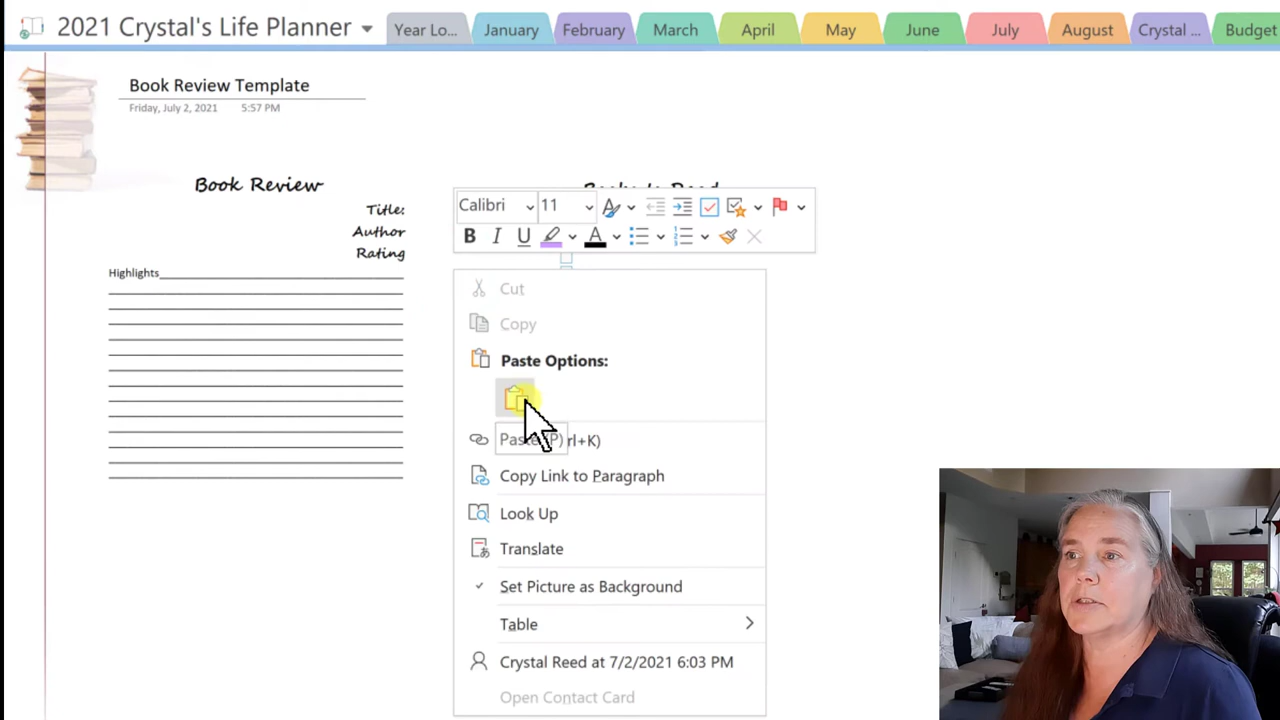 2021 Crystal's Life Planner
Year Lo...
January
February
March
April
May
June
July
August
Crystal ...
Budget
Book Review Template
Friday, July 2, 2021 5:57 PM
Book Review
Title:
Author
Rating
Highlights
Calibri 11
B I U A
Cut
Copy
Paste Options:
Paste (P) rl+K)
Copy Link to Paragraph
Look Up
Translate
Set Picture as Background
Table
Crystal Reed at 7/2/2021 6:03 PM
Open Contact Card